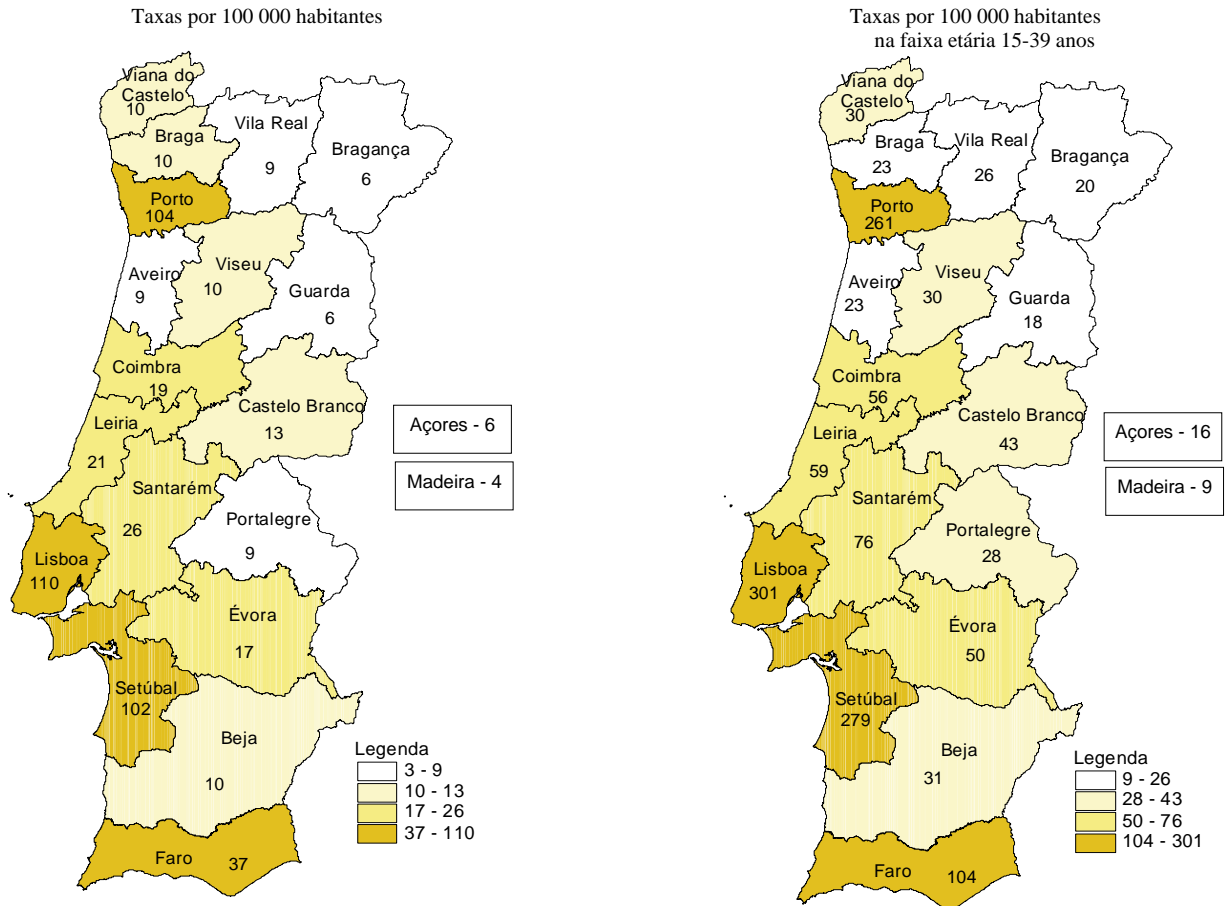 Taxas por 100 000 habitantes
Viana do
Castelo
10
Braga
10
Vila Real
9
Bragança
6
Porto
104
Aveiro
9
Viseu
10
Guarda
6
Coimbra
19
Castelo Branco
13
Leiria
21
Santarém
26
Portalegre
9
Lisboa
110
Évora
17
Setúbal
102
Beja
10
Faro 37
Açores - 6
Madeira - 4
Legenda
3 - 9
10 - 13
17 - 26
37 - 110
Taxas por 100 000 habitantes
na faixa etária 15-39 anos
Viana do
Castelo
30
Braga
23
Vila Real
26
Bragança
20
Porto
261
Aveiro
23
Viseu
30
Guarda
18
Coimbra
56
Castelo Branco
43
Leiria
59
Santarém
76
Portalegre
28
Lisboa
301
Évora
50
Setúbal
279
Beja
31
Faro 104
Açores - 16
Madeira - 9
Legenda
9 - 26
28 - 43
50 - 76
104 - 301